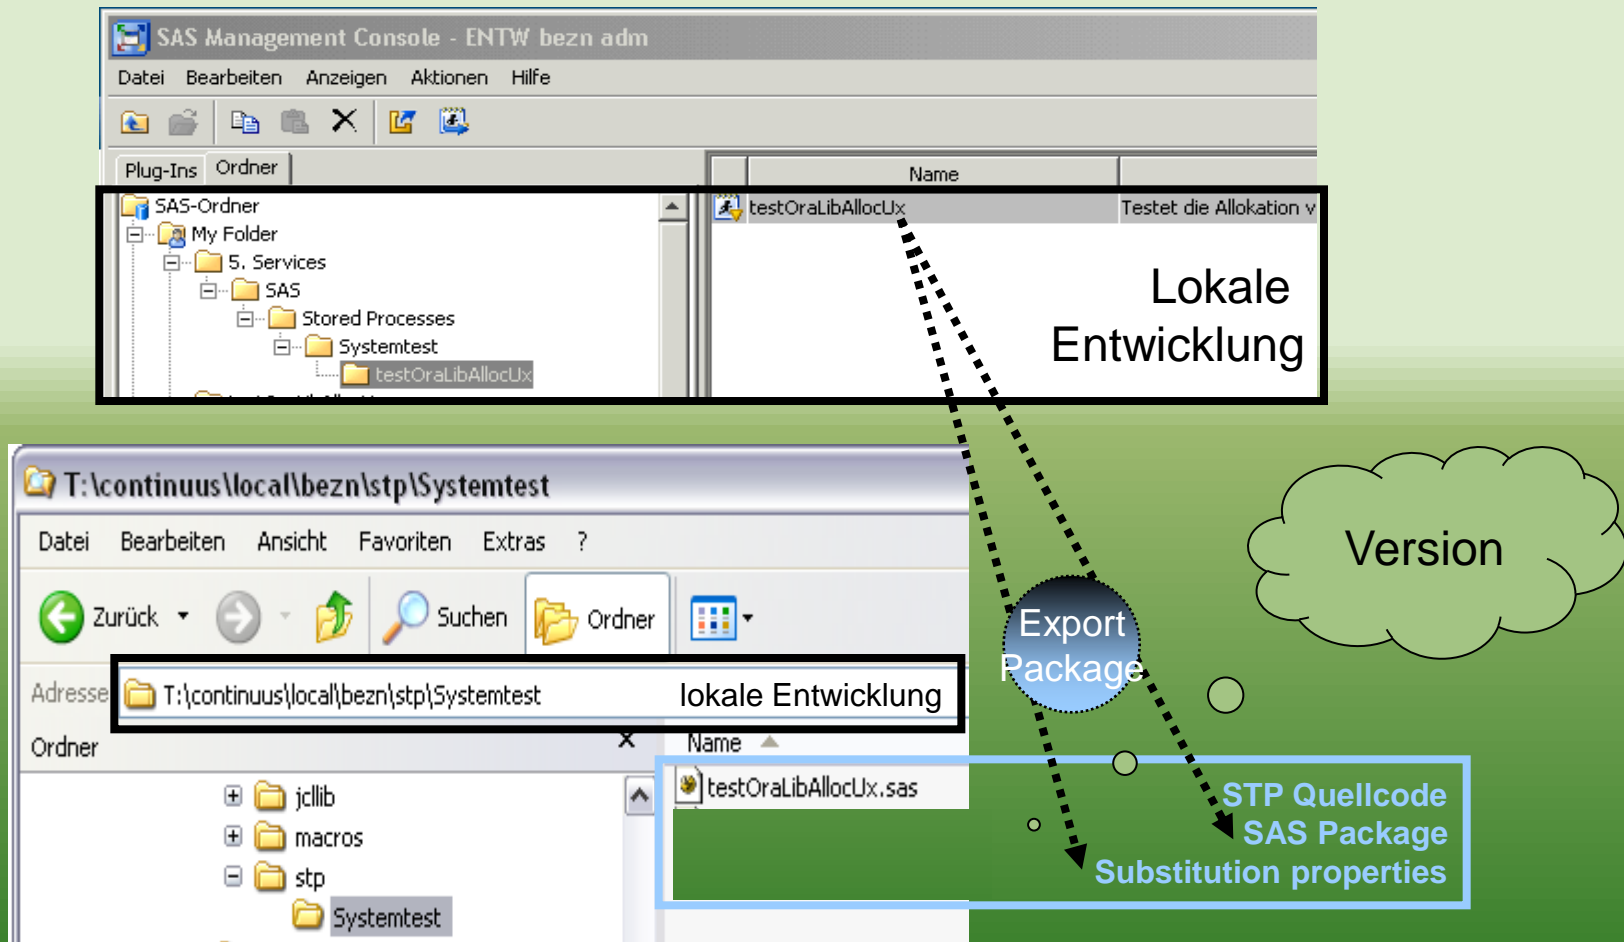 SAS Management Console - ENTW bezn adm
Datei Bearbeiten Anzeigen Aktionen Hilfe
Plug-Ins Ordner
Name
SAS-Ordner
testOraLibAllocUx Testet die Allokation v
My Folder
5. Services
SAS
Stored Processes
Systemtest
testOraLibAllocUx
Lokale
Entwicklung
T:\continuus\local\bezn\stp\Systemtest
Datei Bearbeiten Ansicht Favoriten Extras ?
Zurück Suchen Ordner
Adresse T:\continuus\local\bezn\stp\Systemtest lokale Entwicklung
Ordner x Name
testOraLibAllocUx.sas
jcllib
macros
stp
Systemtest
Export
Package
Version
STP Quellcode
SAS Package
Substitution properties